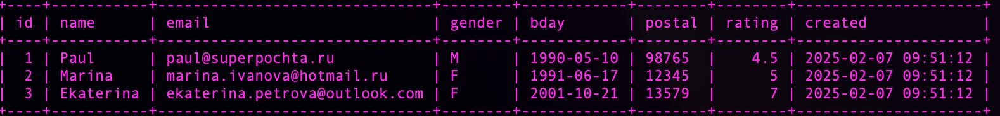 +----+-----------+--------------------------------+--------+------------+--------+--------+---------------------+
| id | name      | email                          | gender | bday       | postal | rating | created             |
+----+-----------+--------------------------------+--------+------------+--------+--------+---------------------+
|  1 | Paul      | paul@superpochta.ru            | M      | 1990-05-10 | 98765  |    4.5 | 2025-02-07 09:51:12 |
|  2 | Marina    | marina.ivanova@hotmail.ru      | F      | 1991-06-17 | 12345  |      5 | 2025-02-07 09:51:12 |
|  3 | Ekaterina | ekaterina.petrova@outlook.com  | F      | 2001-10-21 | 13579  |      7 | 2025-02-07 09:51:12 |
+----+-----------+--------------------------------+--------+------------+--------+--------+---------------------+